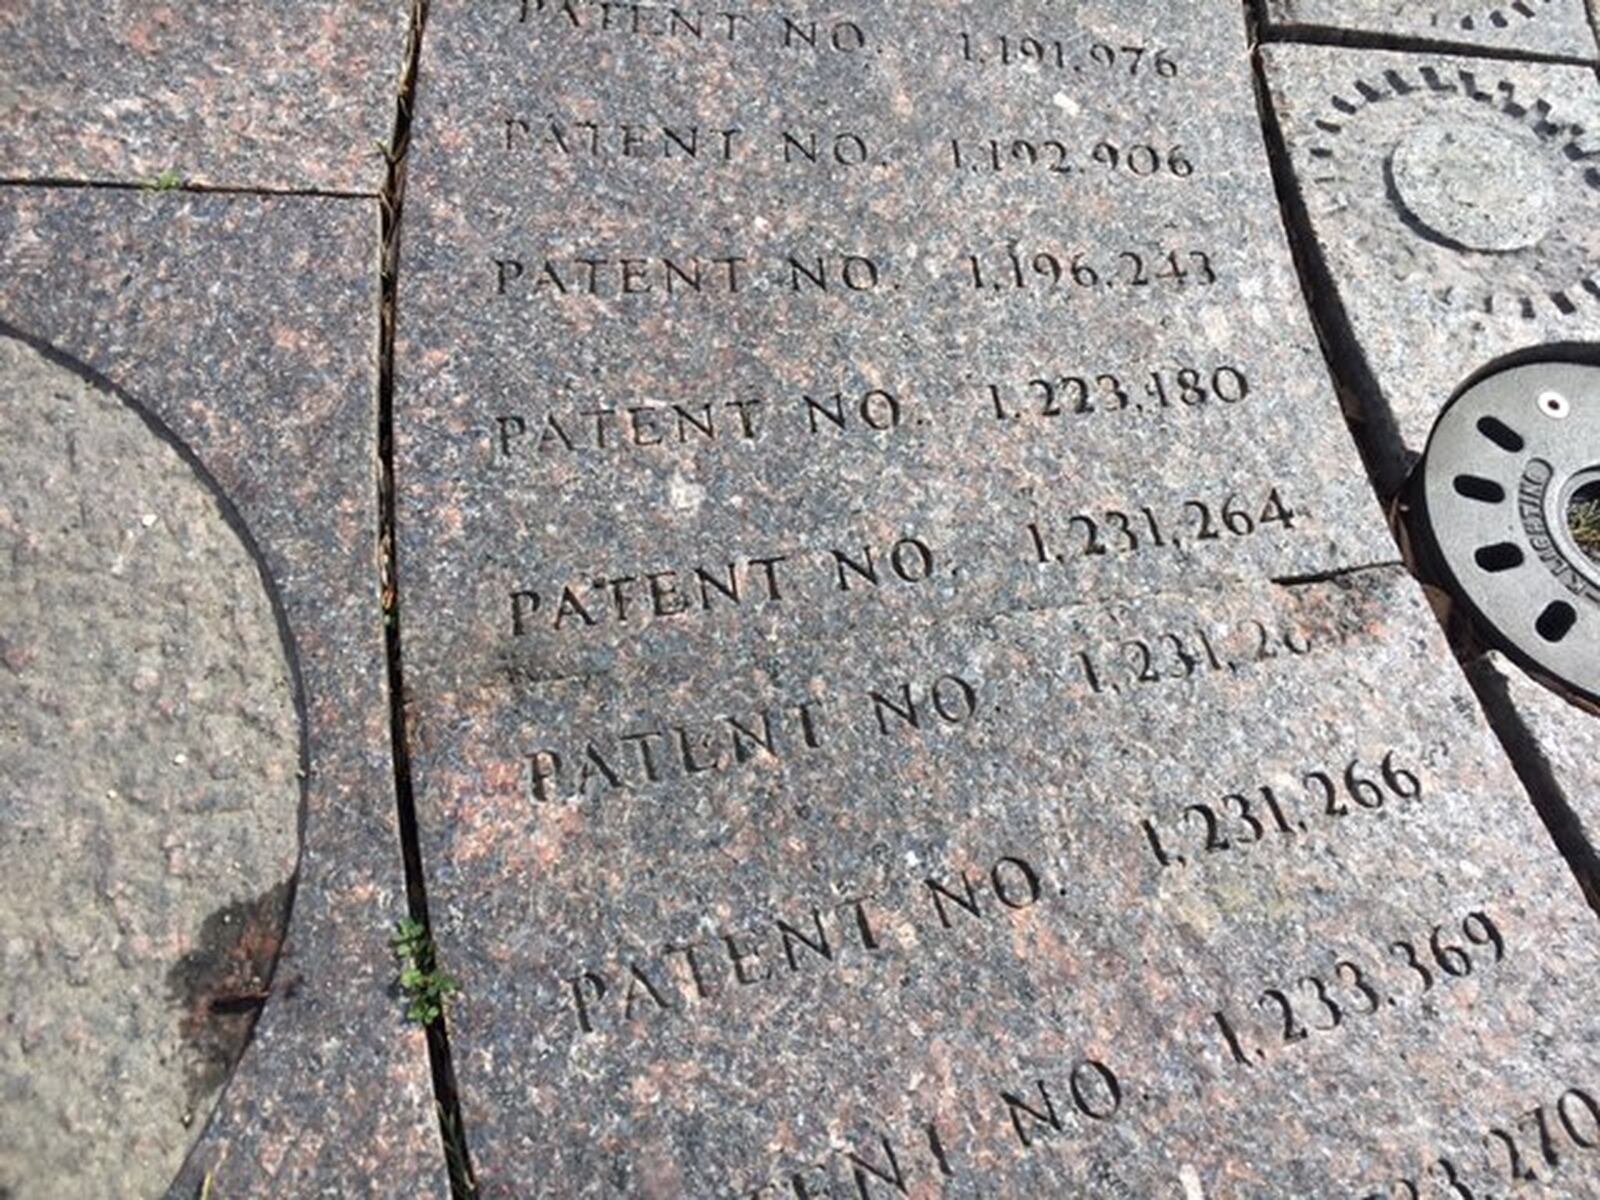 PATENT NO. 1,191,976
PATENT NO. 1,192,906
PATENT NO. 1,196,243
PATENT NO. 1,223,180
PATENT NO. 1,231,264
PATENT NO.
PATENT NO. 1,231,266
NO. 1,233,369